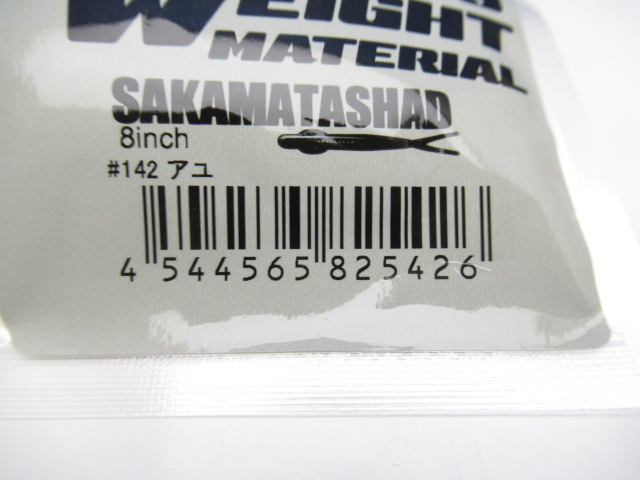 WEIGHT
MATERIAL
SAKAMATASHAD
8inch
#142 アユ
4 544565 825426